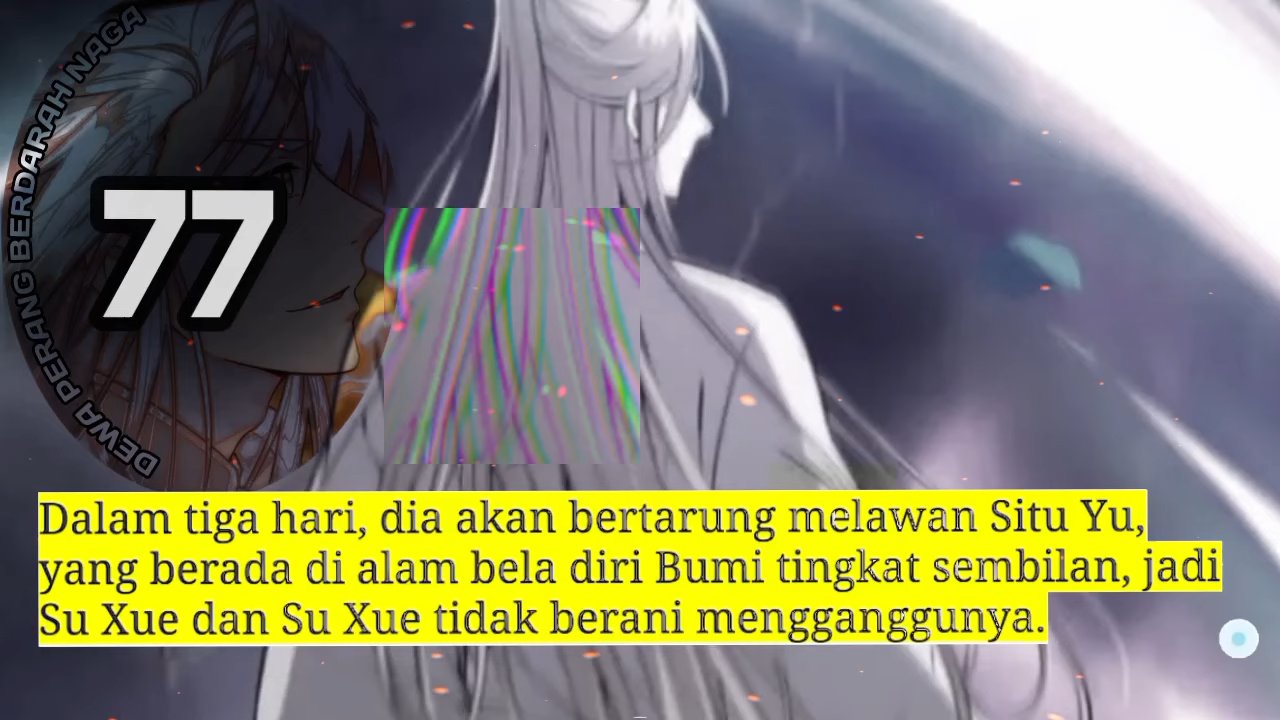 DEWA PERANG BERDARAH NAGA
77
Dalam tiga hari, dia akan bertarung melawan Situ Yu,
yang berada di alam bela diri Bumi tingkat sembilan, jadi
Su Xue dan Su Xue tidak berani mengganggunya.